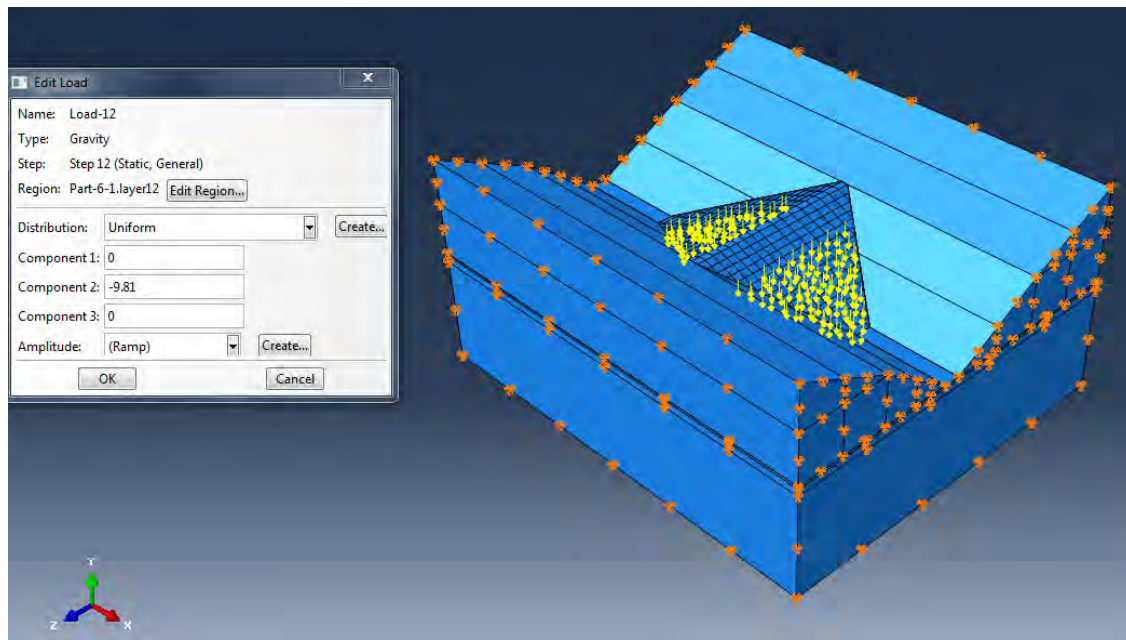 Edit Load
X
Name: Load-12
Type: Gravity
Step: Step 12 (Static, General)
Region: Part-6-1.layer12 Edit Region...
Distribution: Uniform Create...
Component 1: 0
Component 2: -9.81
Component 3: 0
Amplitude: (Ramp) Create...
OK Cancel
Y
Z X